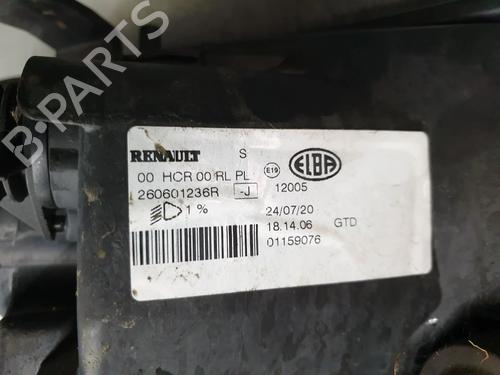 RENAULT S
00 HCR 00 RL PL E19 ELBA
260601236R -J 12005
1% 24/07/20
18.14.06 GTD
01159076
B-PARTS